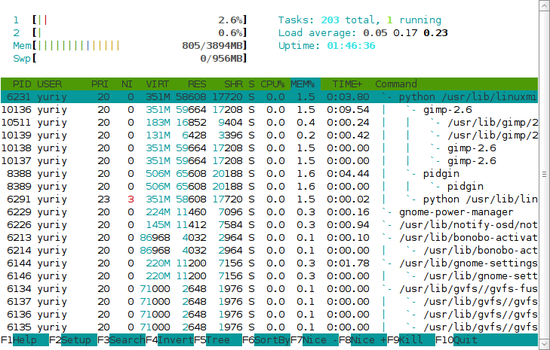 1 [|| 2.6%] Tasks: 203 total, 1 running
2 [| 0.6%] Load average: 0.05 0.17 0.23
Mem[|||||||||||||||| 805/3894MB] Uptime: 01:46:36
Swp[ 0/956MB]
PID USER PRI NI VIRT RES SHR S CPU% MEM% TIME+ Command
6231 yuriy 20 0 351M 58608 17720 S 0.0 1.5 0:03.80 `- python /usr/lib/linuxmi
10136 yuriy 20 0 351M 59664 17208 S 0.0 1.5 0:09.54 | `- gimp-2.6
10511 yuriy 20 0 183M 16852 9404 S 0.0 0.4 0:00.24 | | `- /usr/lib/gimp/2
10139 yuriy 20 0 131M 6428 3396 S 0.0 0.2 0:00.42 | | `- /usr/lib/gimp/2
10138 yuriy 20 0 351M 59664 17208 S 0.0 1.5 0:00.00 | | `- gimp-2.6
10137 yuriy 20 0 351M 59664 17208 S 0.0 1.5 0:00.00 | | `- gimp-2.6
8388 yuriy 20 0 506M 65608 20188 S 0.0 1.6 0:04.44 | `- pidgin
8389 yuriy 20 0 506M 65608 20188 S 0.0 1.6 0:00.00 | | `- pidgin
6291 yuriy 23 3 351M 58608 17720 S 0.0 1.5 0:00.02 | `- python /usr/lib/lin
6229 yuriy 20 0 224M 11460 7096 S 0.0 0.3 0:00.16 `- gnome-power-manager
6226 yuriy 20 0 145M 11412 7584 S 0.0 0.3 0:00.94 `- /usr/lib/notify-osd/not
6213 yuriy 20 0 86968 4032 2964 S 0.0 0.1 0:00.10 `- /usr/lib/bonobo-activat
6214 yuriy 20 0 86968 4032 2964 S 0.0 0.1 0:00.00 | `- /usr/lib/bonobo-act
6144 yuriy 20 0 220M 11200 7156 S 0.0 0.3 0:01.78 `- /usr/lib/gnome-settings
6146 yuriy 20 0 220M 11200 7156 S 0.0 0.3 0:00.00 | `- /usr/lib/gnome-sett
6134 yuriy 20 0 71000 2648 1976 S 0.0 0.1 0:00.00 `- /usr/lib/gvfs//gvfs-fus
6137 yuriy 20 0 71000 2648 1976 S 0.0 0.1 0:00.00 | `- /usr/lib/gvfs//gvfs
6136 yuriy 20 0 71000 2648 1976 S 0.0 0.1 0:00.00 | `- /usr/lib/gvfs//gvfs
6135 yuriy 20 0 71000 2648 1976 S 0.0 0.1 0:00.00 | `- /usr/lib/gvfs//gvfs
F1Help F2Setup F3SearchF4InvertF5Tree F6SortByF7Nice -F8Nice +F9Kill F10Quit